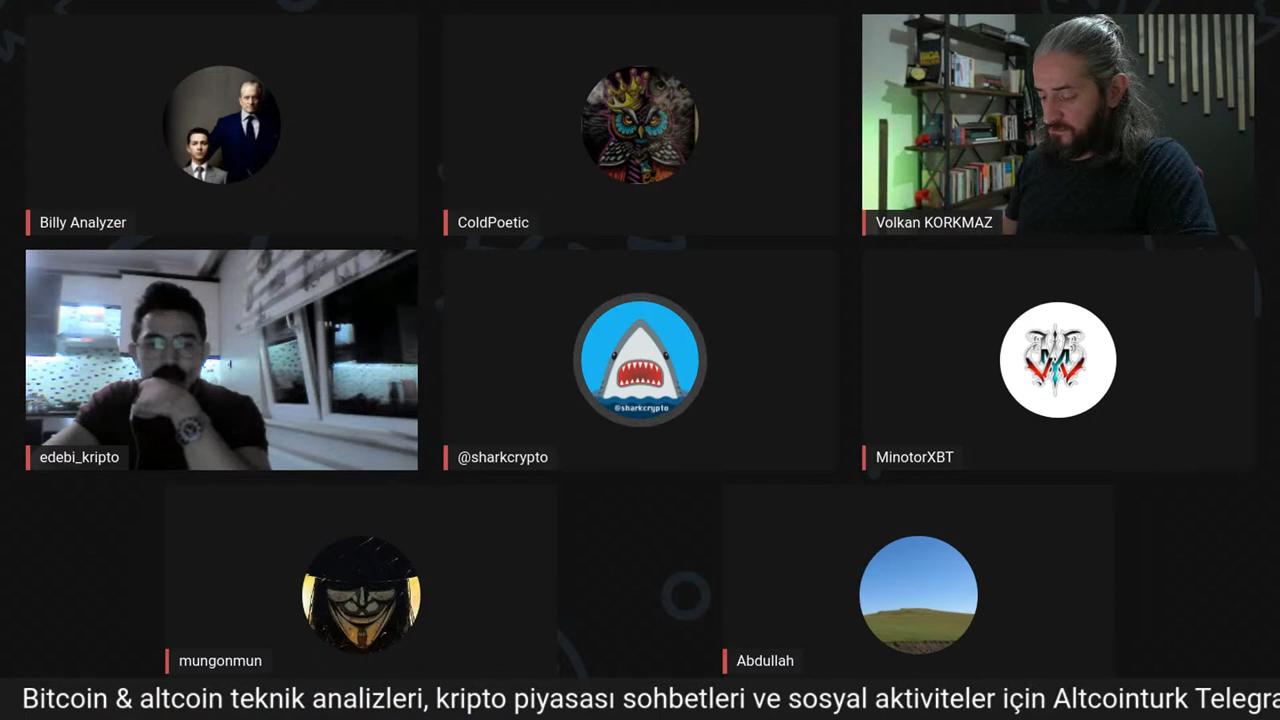 Billy Analyzer
ColdPoetic
Volkan KORKMAZ
edebi_kripto
@sharkcrypto
@sharkcrypto
MinotorXBT
mungonmun
Abdullah
Bitcoin & altcoin teknik analizleri, kripto piyasası sohbetleri ve sosyal aktiviteler için Altcointurk Telegra